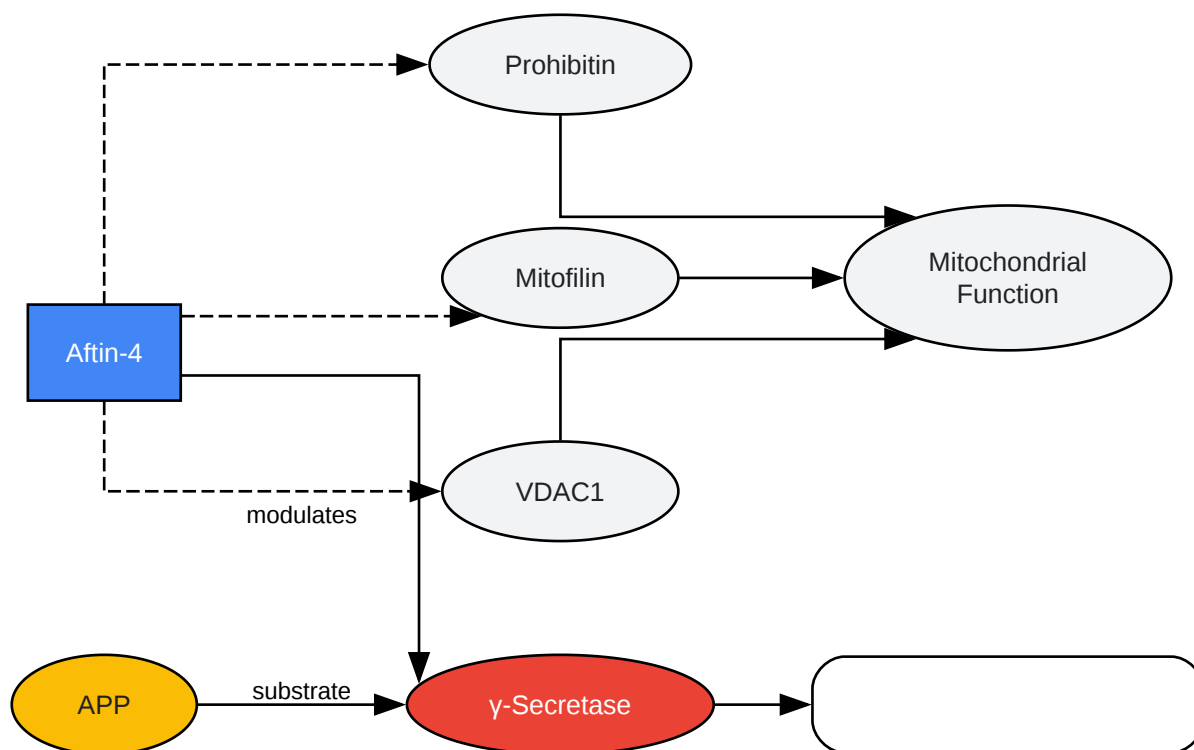 Prohibitin
Mitofilin
Mitochondrial
Function
Aftin-4
VDAC1
modulates
APP
substrate
γ-Secretase